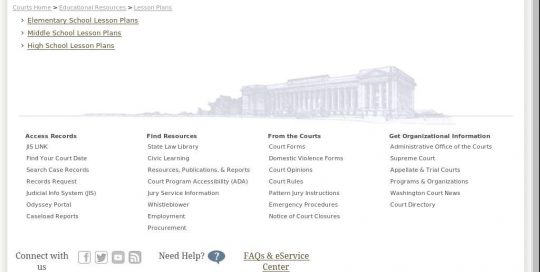 Courts Home > Educational Resources > Lesson Plans
› Elementary School Lesson Plans
› Middle School Lesson Plans
› High School Lesson Plans
Access Records
JIS LINK
Find Your Court Date
Search Case Records
Records Request
Judicial Info System (JIS)
Odyssey Portal
Caseload Reports
Find Resources
State Law Library
Civic Learning
Resources, Publications, & Reports
Court Program Accessibility (ADA)
Jury Service Information
Whistleblower
Employment
Procurement
From the Courts
Court Forms
Domestic Violence Forms
Court Opinions
Court Rules
Pattern Jury Instructions
Emergency Procedures
Notice of Court Closures
Get Organizational Information
Administrative Office of the Courts
Supreme Court
Appellate & Trial Courts
Programs & Organizations
Washington Court News
Court Directory
Connect with
us
Need Help? ?
FAQs & eService
Center